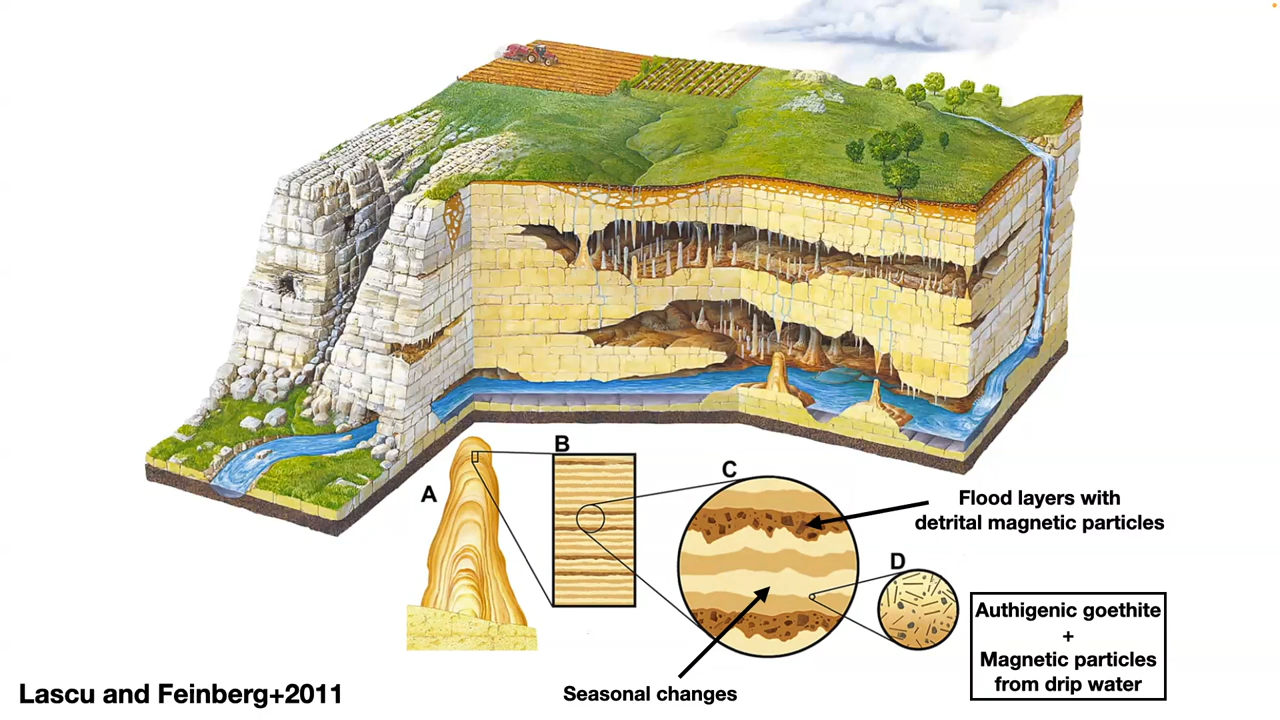 A
B
C
Flood layers with
detrital magnetic particles
D
Authigenic goethite
+
Magnetic particles
from drip water
Seasonal changes
Lascu and Feinberg+2011